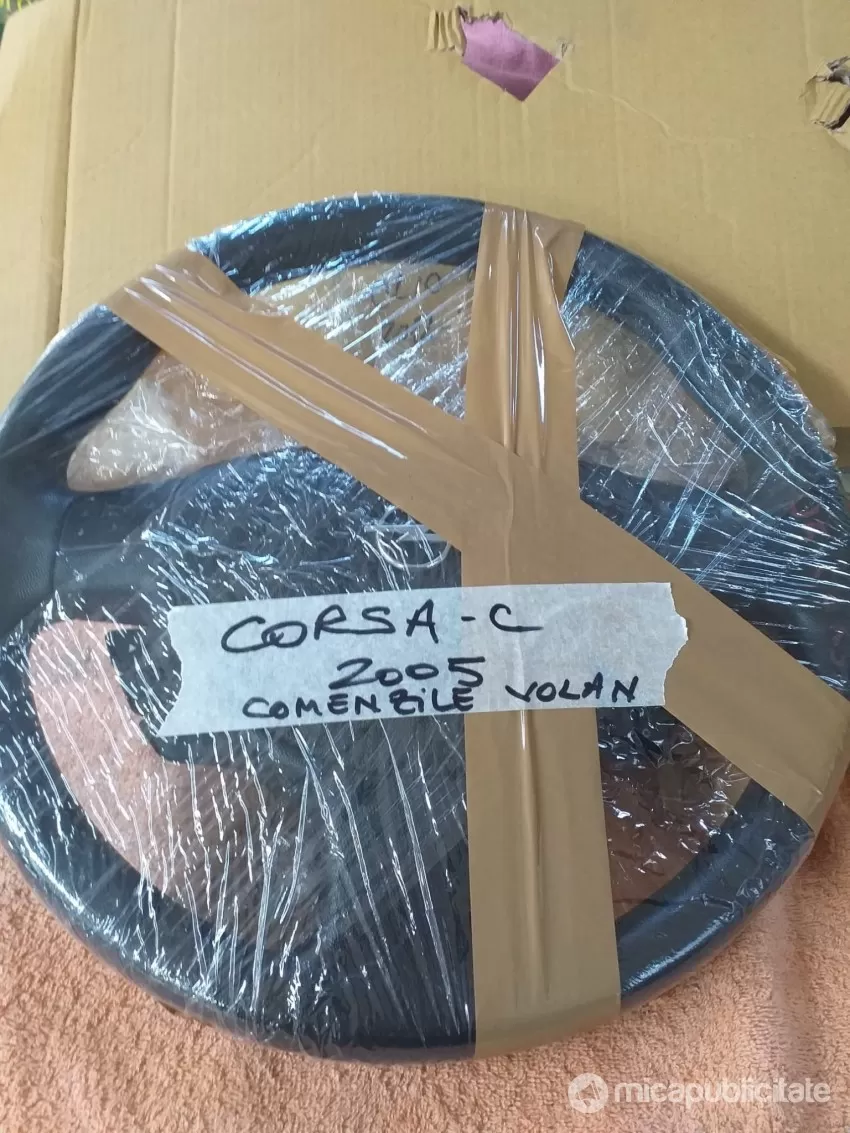 CORSA-C
2005
COMENZILE VOLAN
micapublicitate